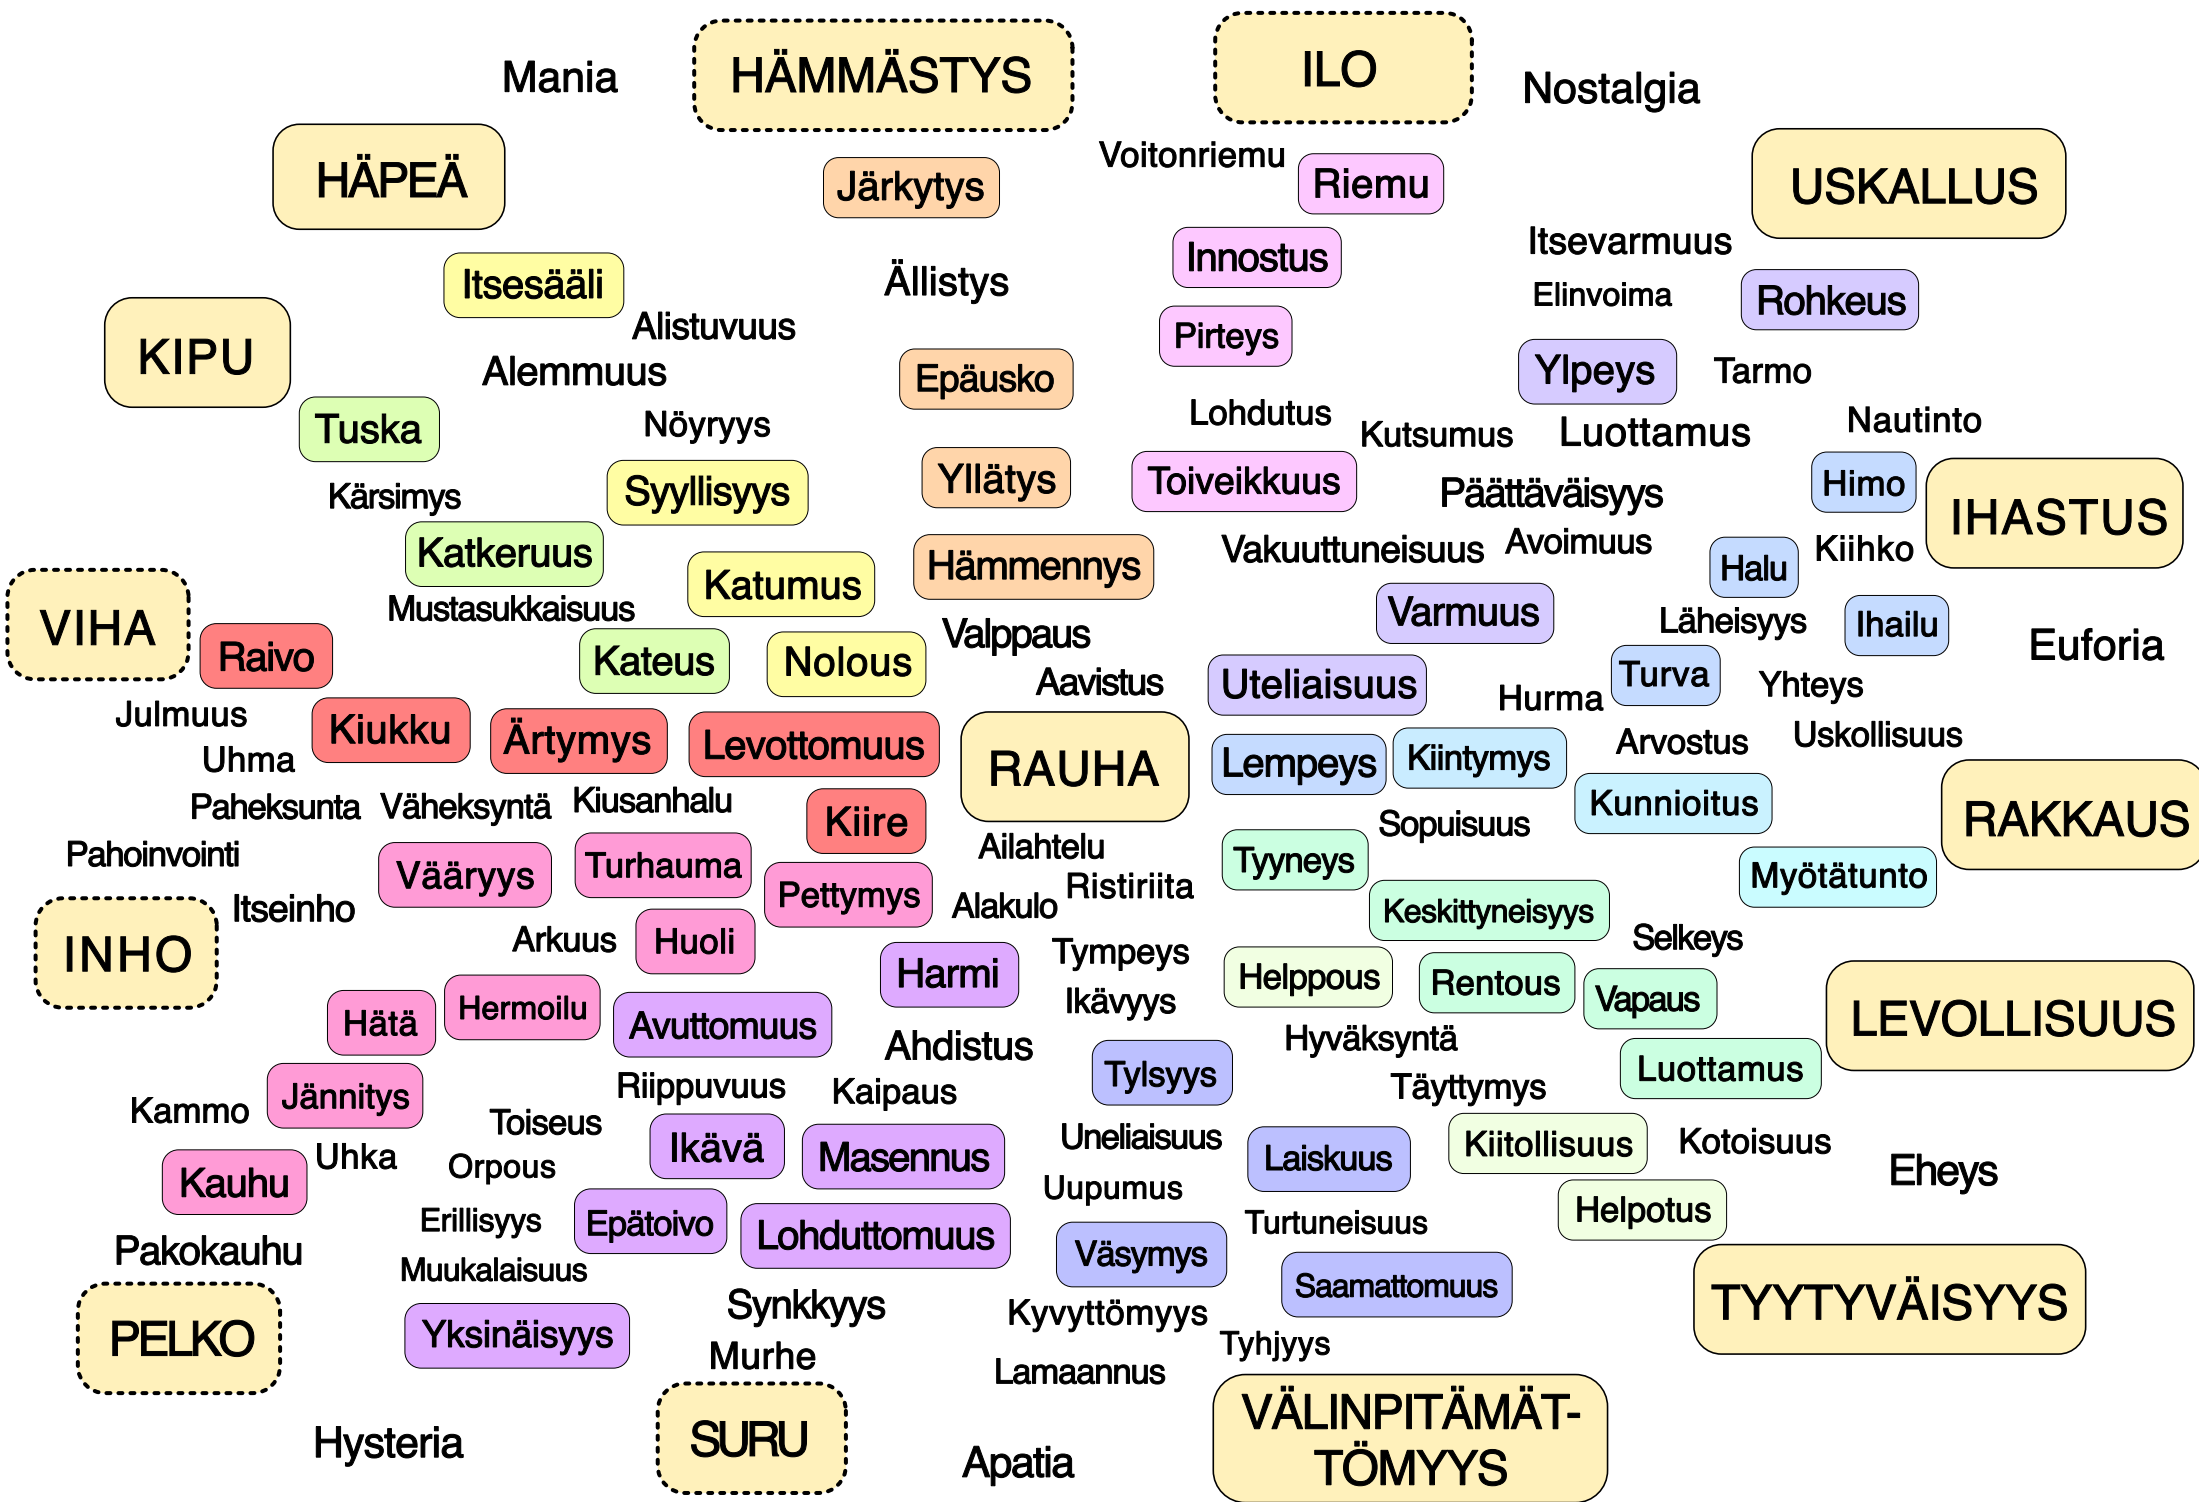 ILO
HÄMMÄSTYS
Mania
Nostalgia
Voitonriemu
HÄPEÄ
Järkytys
Riemu
USKALLUS
Itsevarmuus
Innostus
Itsesääli
Ällistys
Elinvoima
Rohkeus
Alistuvuus
Pirteys
KIPU
Alemmuus
Epäusko
Ylpeys
Tarmo
Tuska
Nöyryys
Lohdutus
Kutsumus
Luottamus
Nautinto
Kärsimys
Syyllisyys
Yllätys
Toiveikkuus
Päättäväisyys
Himo
IHASTUS
Katkeruus
Katumus
Hämmennys
Vakuuttuneisuus
Avoimuus
Halu
Kiihko
Mustasukkaisuus
VIHA
Raivo
Kateus
Nolous
Valppaus
Varmuus
Läheisyys
Ihailu
Euforia
Aavistus
Uteliaisuus
Hurma
Turva
Yhteys
Julmuus
Kiukku
Ärtymys
Levottomuus
RAUHA
Lempeys
Kiintymys
Arvostus
Uskollisuus
Uhma
Paheksunta
Väheksyntä
Kiusanhalu
Kiire
Sopuisuus
Kunnioitus
RAKKAUS
Pahoinvointi
Vääryys
Turhauma
Pettymys
Ailahtelu
Ristiriita
Tyyneys
Myötätunto
Itseinho
Alakulo
Keskittyneisyys
INHO
Arkuus
Huoli
Harmi
Tympeys
Selkeys
Helppous
Rentous
Vapaus
Ikävyys
Hätä
Hermoilu
Avuttomuus
Ahdistus
Hyväksyntä
LEVOLLISUUS
Jännitys
Riippuvuus
Kaipaus
Tylsyys
Täyttymys
Luottamus
Kammo
Toiseus
Ikävä
Masennus
Uneliaisuus
Laiskuus
Kiitollisuus
Kotoisuus
Uhka
Orpous
Eheys
Kauhu
Uupumus
Erillisyys
Epätoivo
Lohduttomuus
Turtuneisuus
Helpotus
Pakokauhu
Muukalaisuus
Väsymys
Saamattomuus
TYYTYVÄISYYS
PELKO
Yksinäisyys
Synkkyys
Kyvyttömyys
Tyhjyys
Murhe
Lamaannus
Hysteria
SURU
Apatia
VÄLINPITÄMÄT-
TÖMYYS